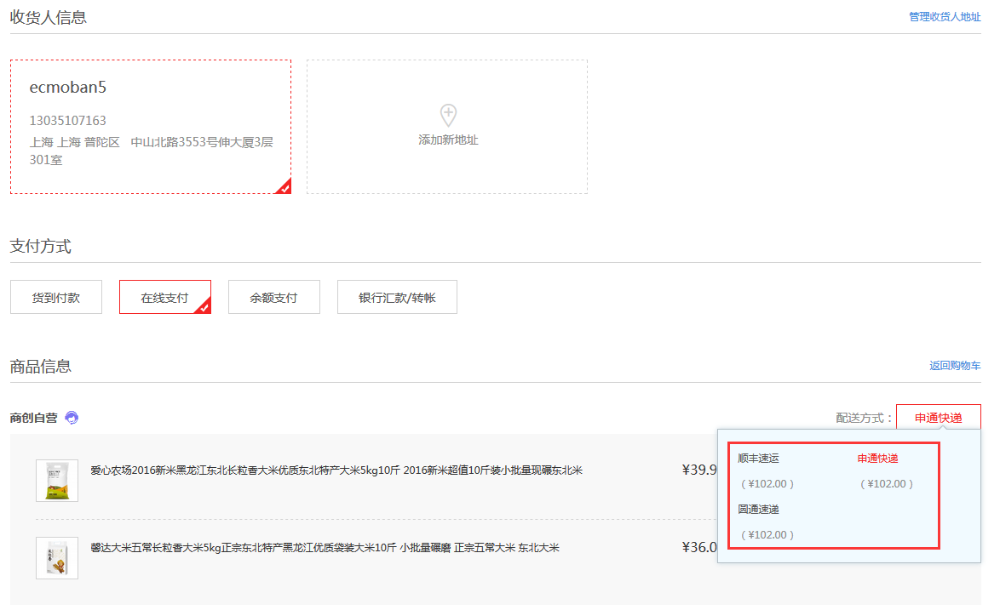 收货人信息
管理收货人地址
ecmoban5
13035107163
上海 上海 普陀区 中山北路3553号伸大厦3层
301室
添加新地址
支付方式
货到付款
在线支付
余额支付
银行汇款/转帐
商品信息
返回购物车
商创自营
配送方式：
申通快递
爱心农场2016新米黑龙江东北长粒香大米优质东北特产大米5kg10斤 2016新米超值10斤装小批量现碾东北米
¥39.9
顺丰速运
申通快递
（¥102.00）
（¥102.00）
圆通速递
（¥102.00）
馨达大米五常长粒香大米5kg正宗东北特产黑龙江优质袋装大米10斤 小批量碾磨 正宗五常大米 东北大米
¥36.0